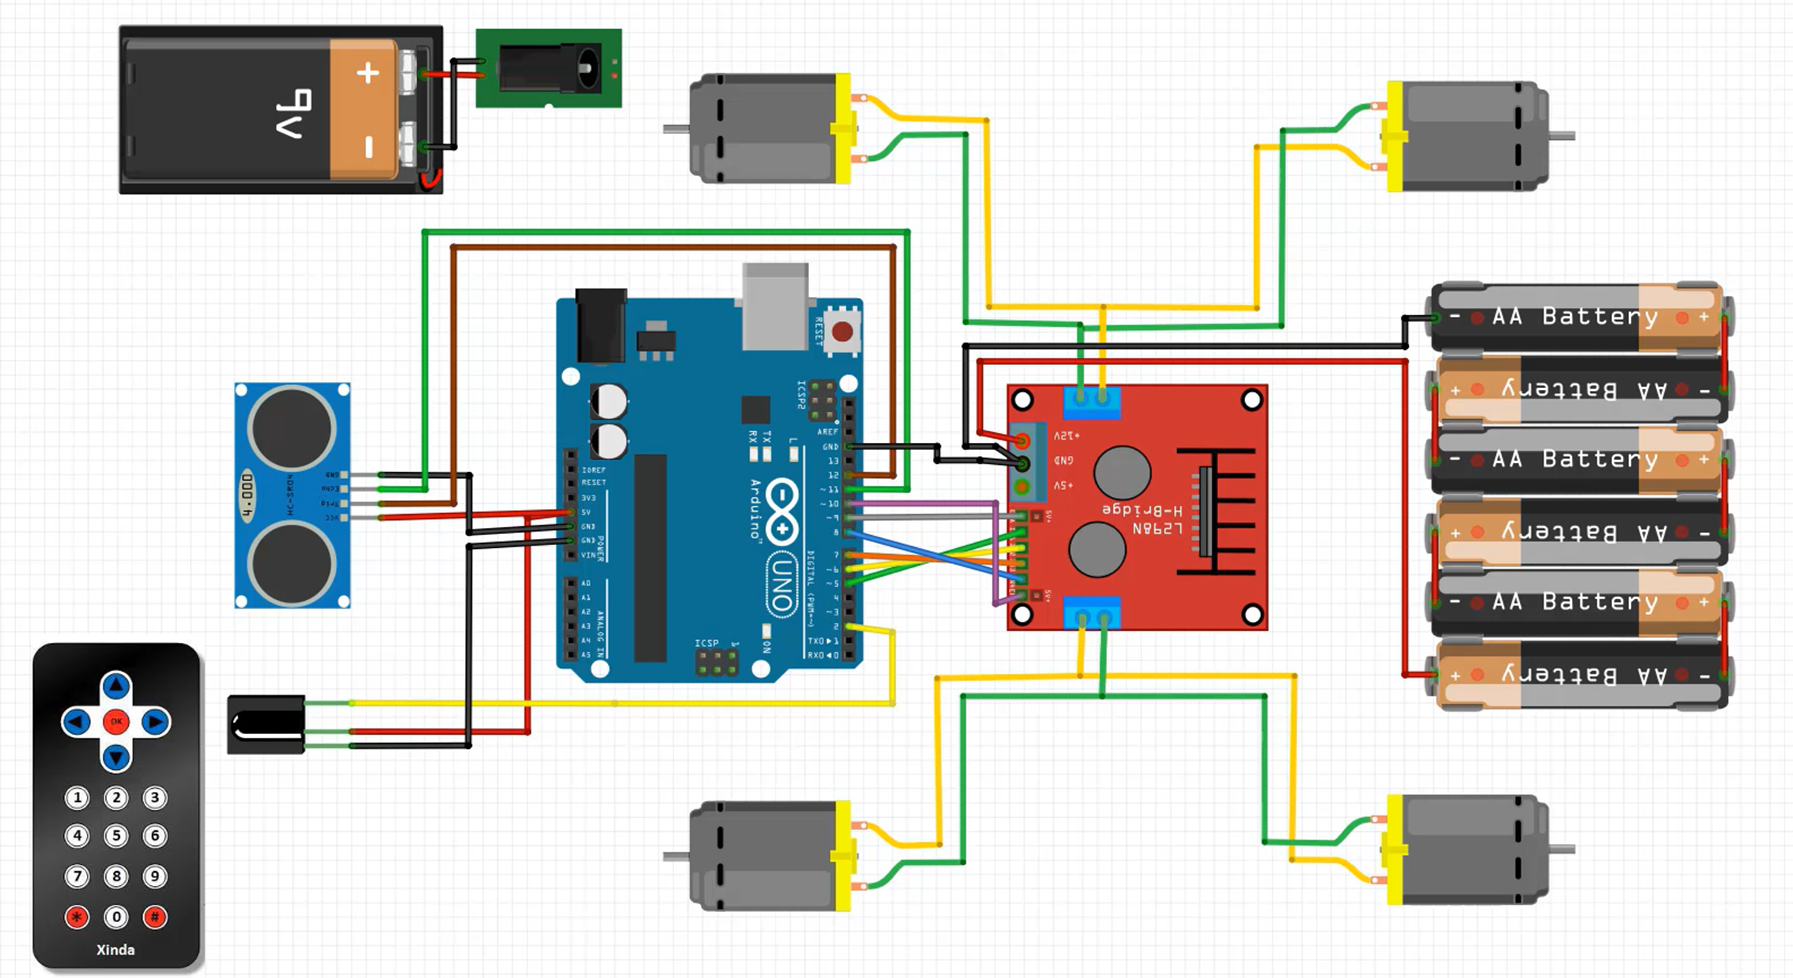 +
9V
-
RESET
ICSP2
AREF
GND
13
12
~11
~10
~9
8
7
~6
~5
4
~3
2
TX0▶1
RX0◀0
DIGITAL (PWM~)
IOREF
RESET
3V3
5V
GND
GND
VIN
POWER
A0
A1
A2
A3
A4
A5
ANALOG IN
RX
TX
L
Arduino™
UNO
ON
ICSP
1
HC-SR04
4.000
GND
Echo
Trig
VCC
+12V
GND
+5V
5V+
5V+
L298N
H-Bridge
- AA Battery +
+ AA Battery -
- AA Battery +
+ AA Battery -
- AA Battery +
+ AA Battery -
OK
1 2 3
4 5 6
7 8 9
* 0 #
Xinda